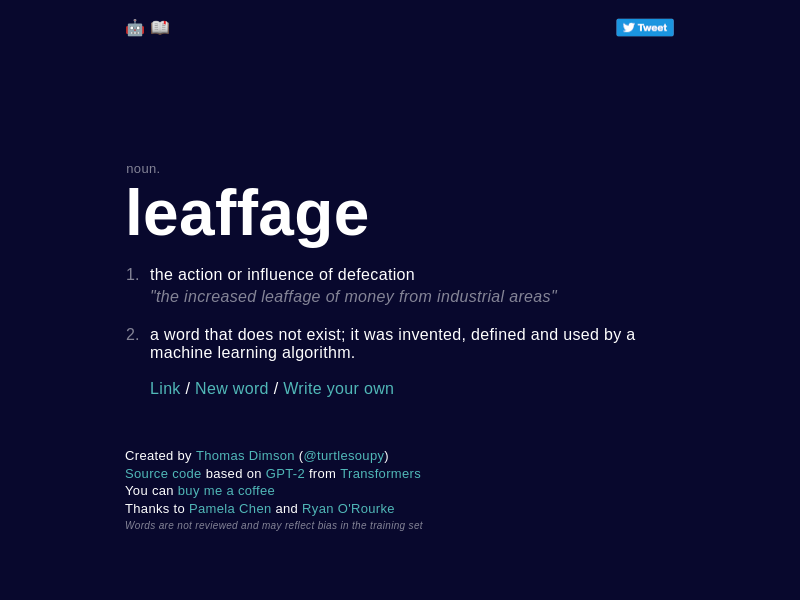 Tweet
noun.
leaffage
1. the action or influence of defecation
"the increased leaffage of money from industrial areas"
2. a word that does not exist; it was invented, defined and used by a
machine learning algorithm.
Link / New word / Write your own
Created by Thomas Dimson (@turtlesoupy)
Source code based on GPT-2 from Transformers
You can buy me a coffee
Thanks to Pamela Chen and Ryan O'Rourke
Words are not reviewed and may reflect bias in the training set